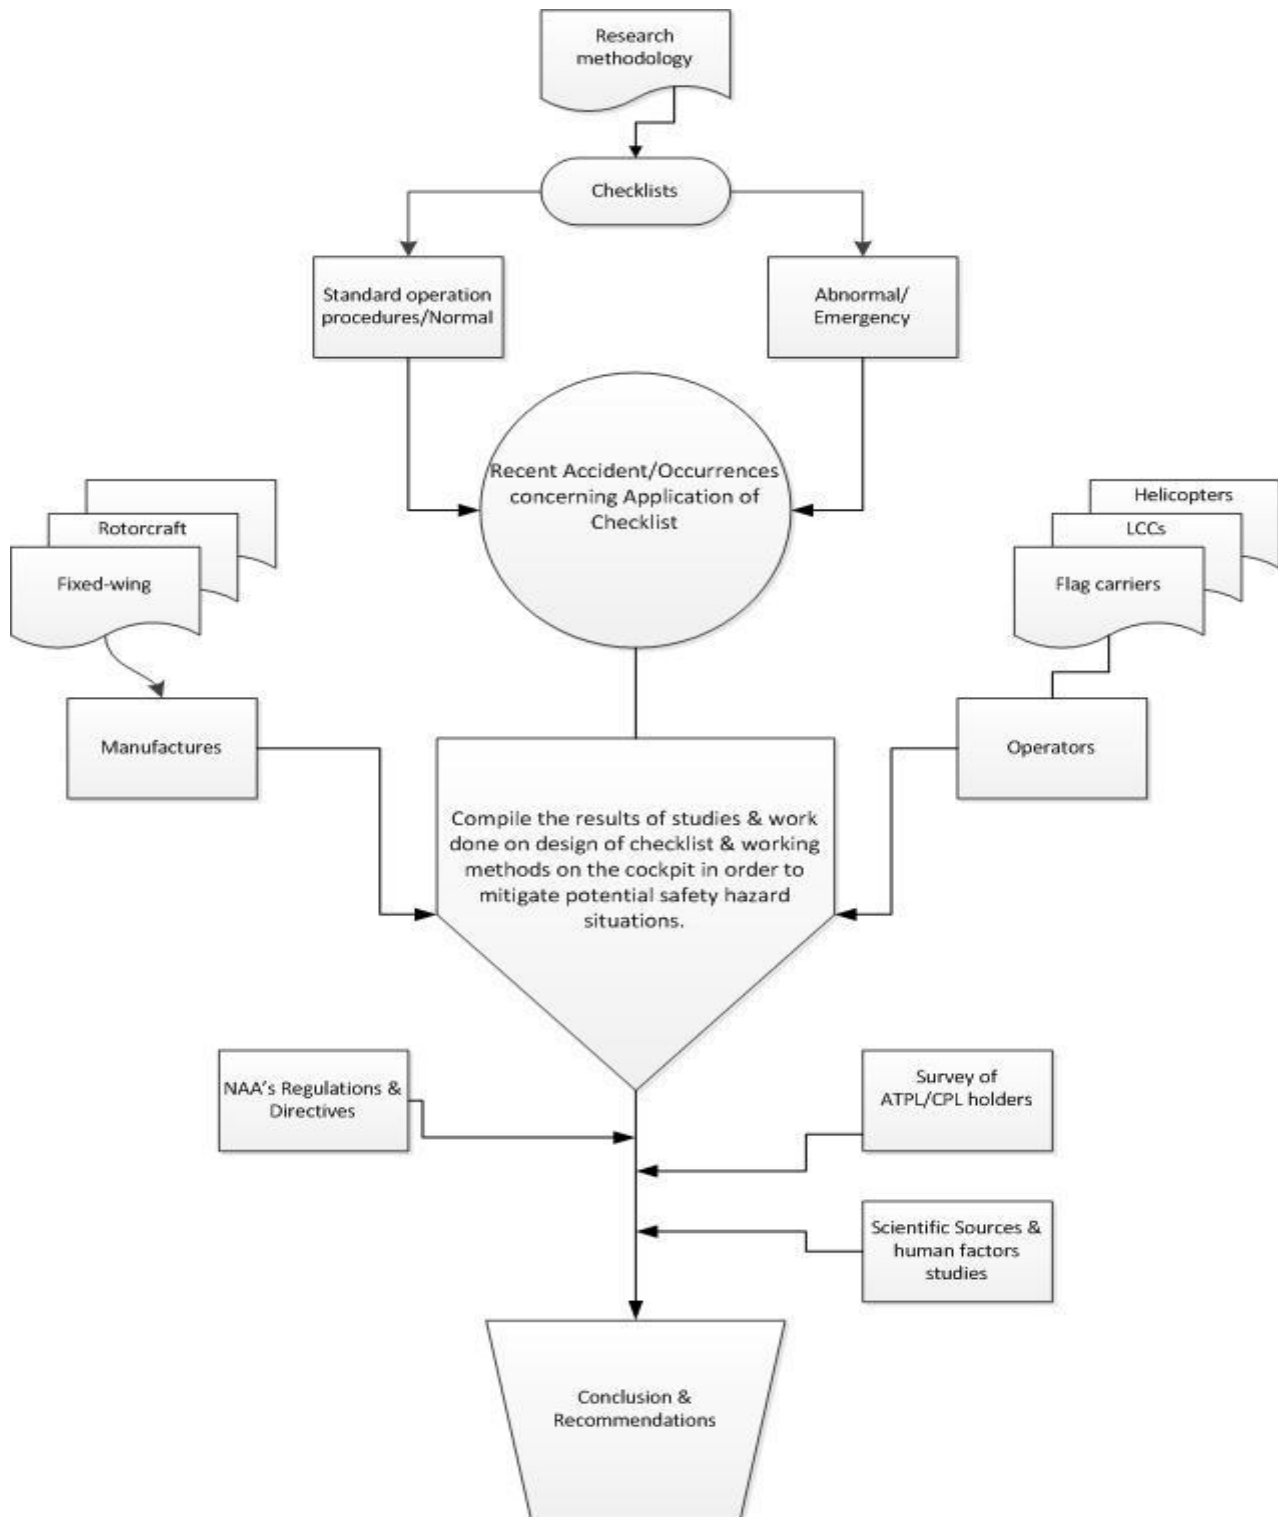 Research
methodology
Checklists
Standard operation
procedures/Normal
Abnormal/
Emergency
Recent Accident/Occurrences
concerning Application of
Checklist
Rotorcraft
Fixed-wing
Helicopters
LCCs
Flag carriers
Manufactures
Operators
Compile the results of studies & work
done on design of checklist & working
methods on the cockpit in order to
mitigate potential safety hazard
situations.
NAA's Regulations &
Directives
Survey of
ATPL/CPL holders
Scientific Sources &
human factors
studies
Conclusion &
Recommendations